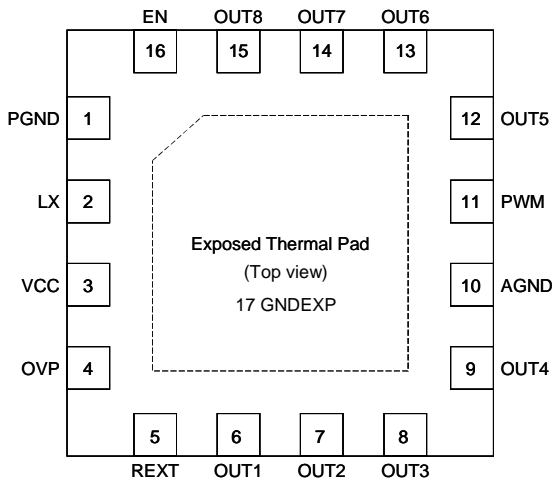 EN OUT8 OUT7 OUT6
16 15 14 13
PGND 1 12 OUT5
LX 2 11 PWM
Exposed Thermal Pad
(Top view)
VCC 3 10 AGND
17 GNDEXP
OVP 4 9 OUT4
5 6 7 8
REXT OUT1 OUT2 OUT3